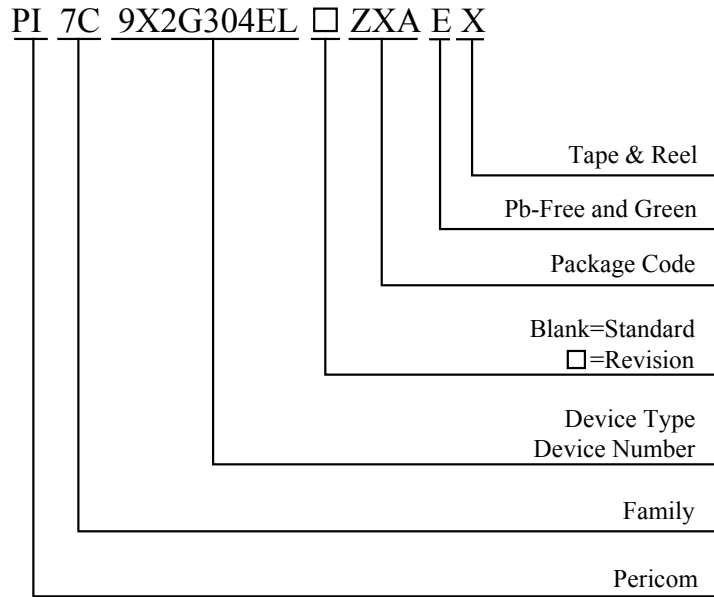 PI 7C 9X2G304EL □ ZXA E X
Tape & Reel
Pb-Free and Green
Package Code
Blank=Standard
□=Revision
Device Type
Device Number
Family
Pericom